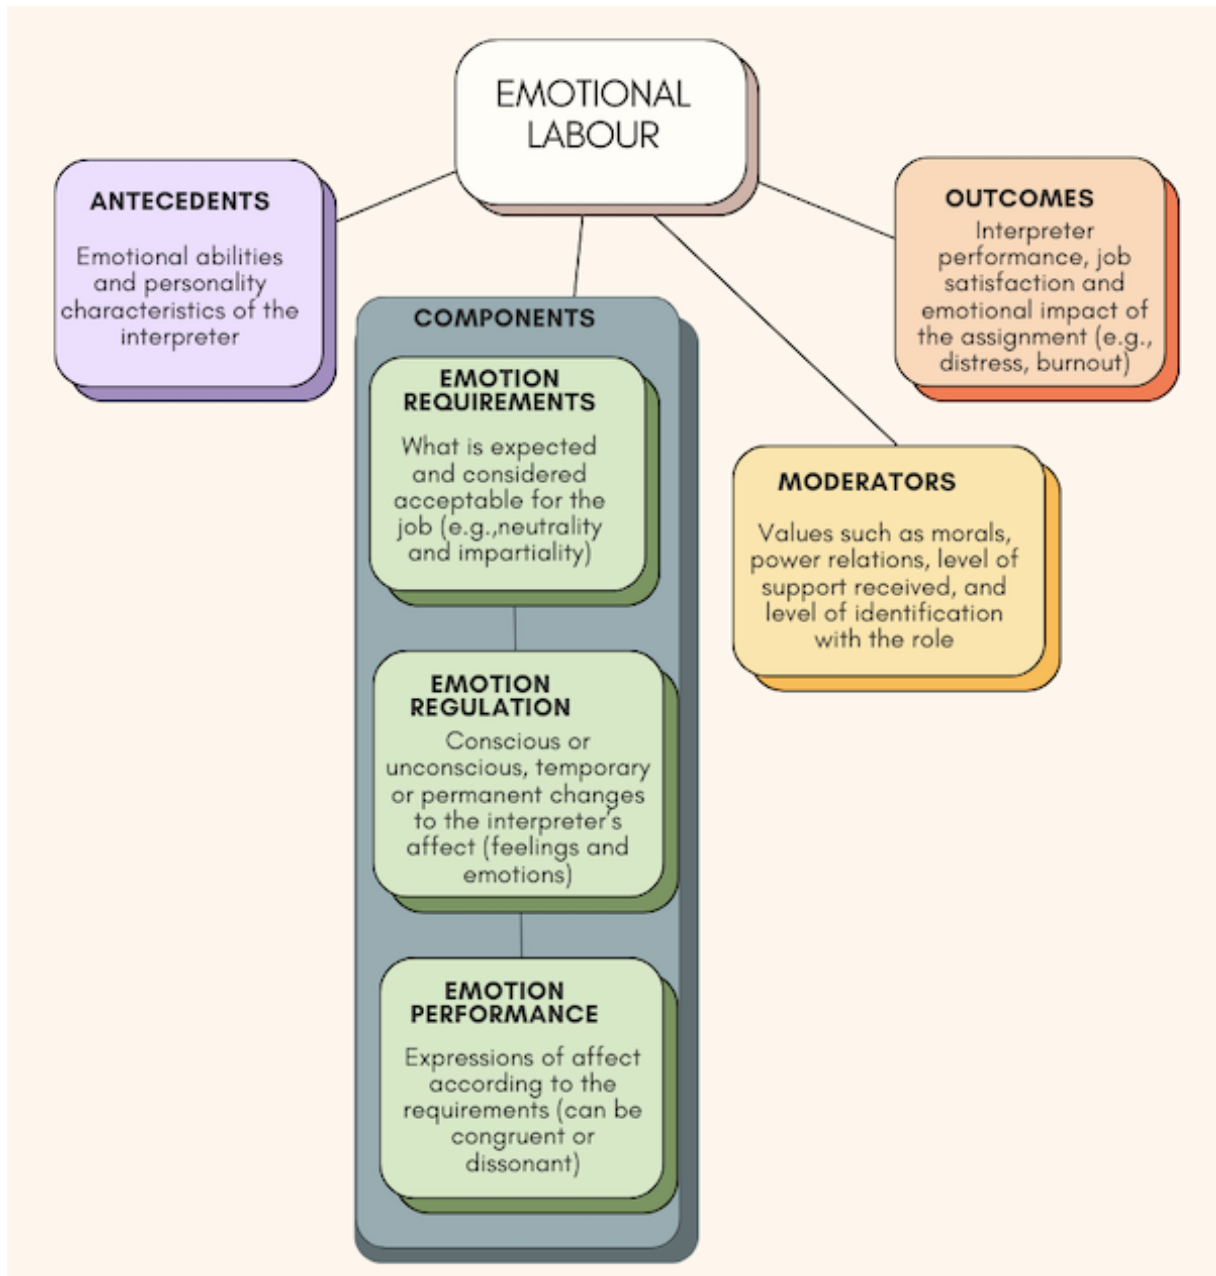 EMOTIONAL
LABOUR
ANTECEDENTS
Emotional abilities
and personality
characteristics of the
interpreter
OUTCOMES
Interpreter
performance, job
satisfaction and
emotional impact of
the assignment (e.g.,
distress, burnout)
COMPONENTS
EMOTION
REQUIREMENTS
What is expected
and considered
acceptable for the
job (e.g.,neutrality
and impartiality)
MODERATORS
Values such as morals,
power relations, level of
support received, and
level of identification
with the role
EMOTION
REGULATION
Conscious or
unconscious, temporary
or permanent changes
to the interpreter's
affect (feelings and
emotions)
EMOTION
PERFORMANCE
Expressions of affect
according to the
requirements (can be
congruent or
dissonant)